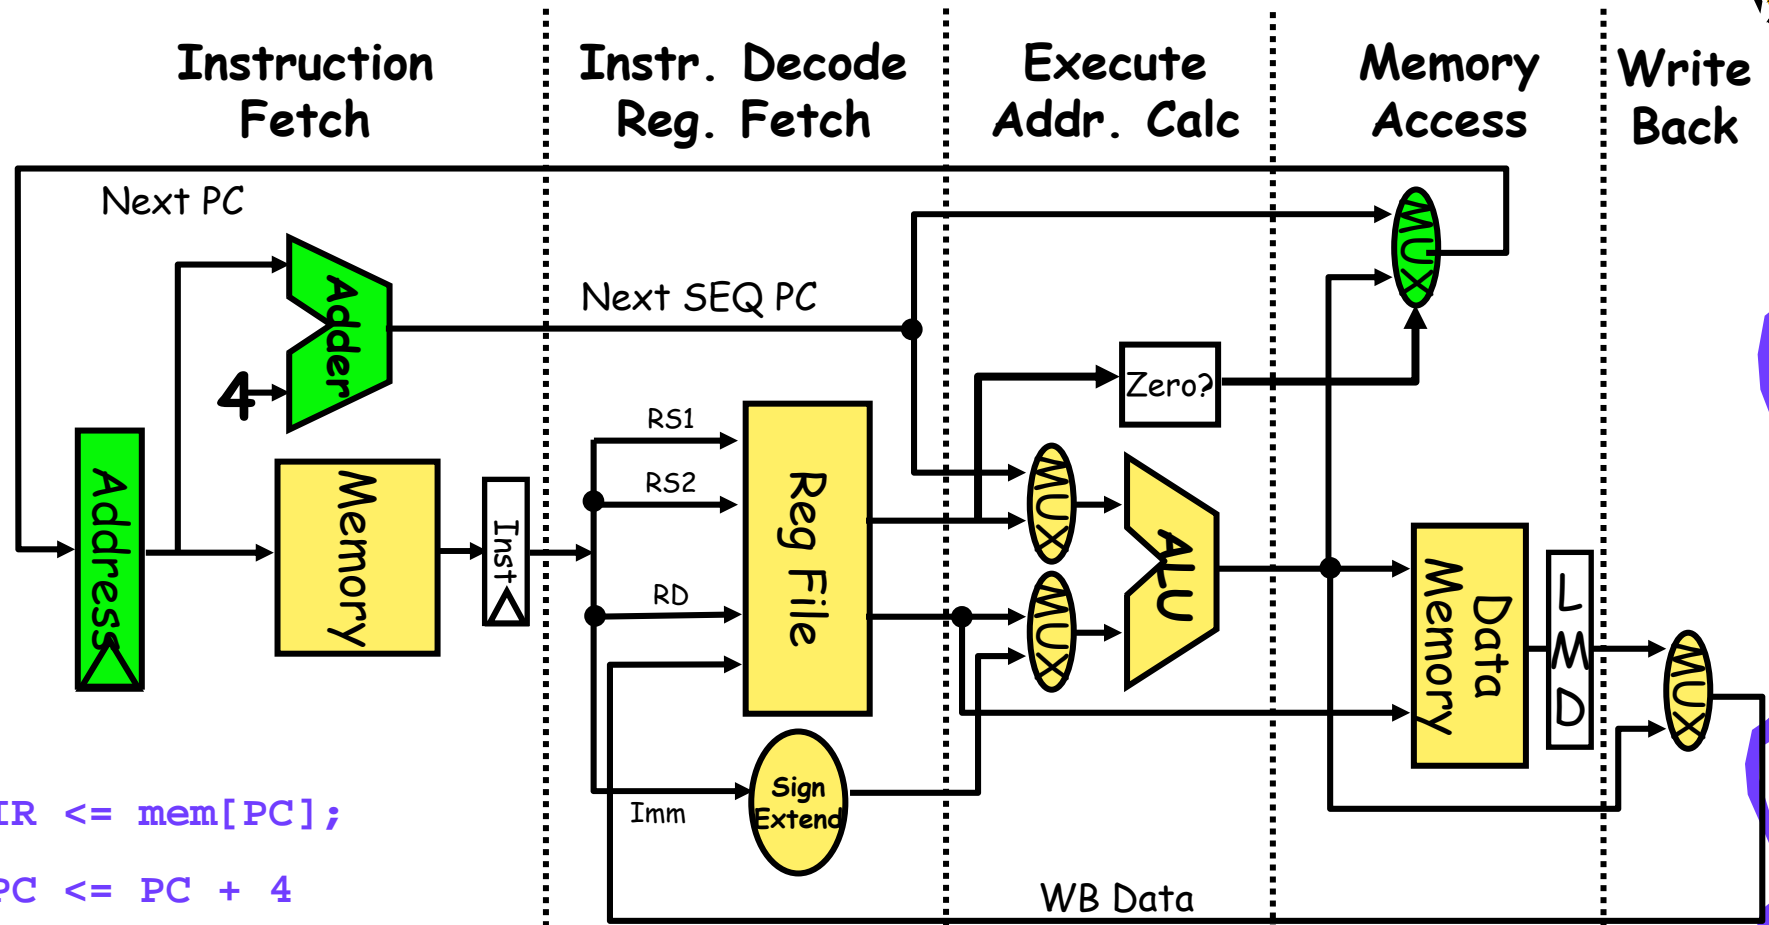 Instruction
Fetch
Instr. Decode
Reg. Fetch
Execute
Addr. Calc
Memory
Access
Write
Back
Next PC
Adder
4
Address
Memory
Inst
Next SEQ PC
RS1
RS2
RD
Reg File
Imm
Sign
Extend
Zero?
MUX
MUX
ALU
MUX
Data
Memory
L
M
D
MUX
WB Data
IR <= mem[PC];
PC <= PC + 4